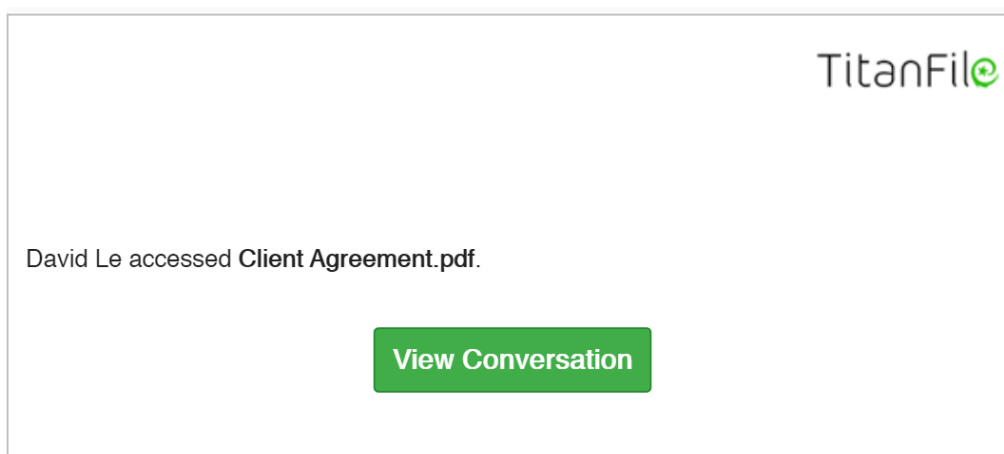 TitanFile
David Le accessed Client Agreement.pdf.
View Conversation